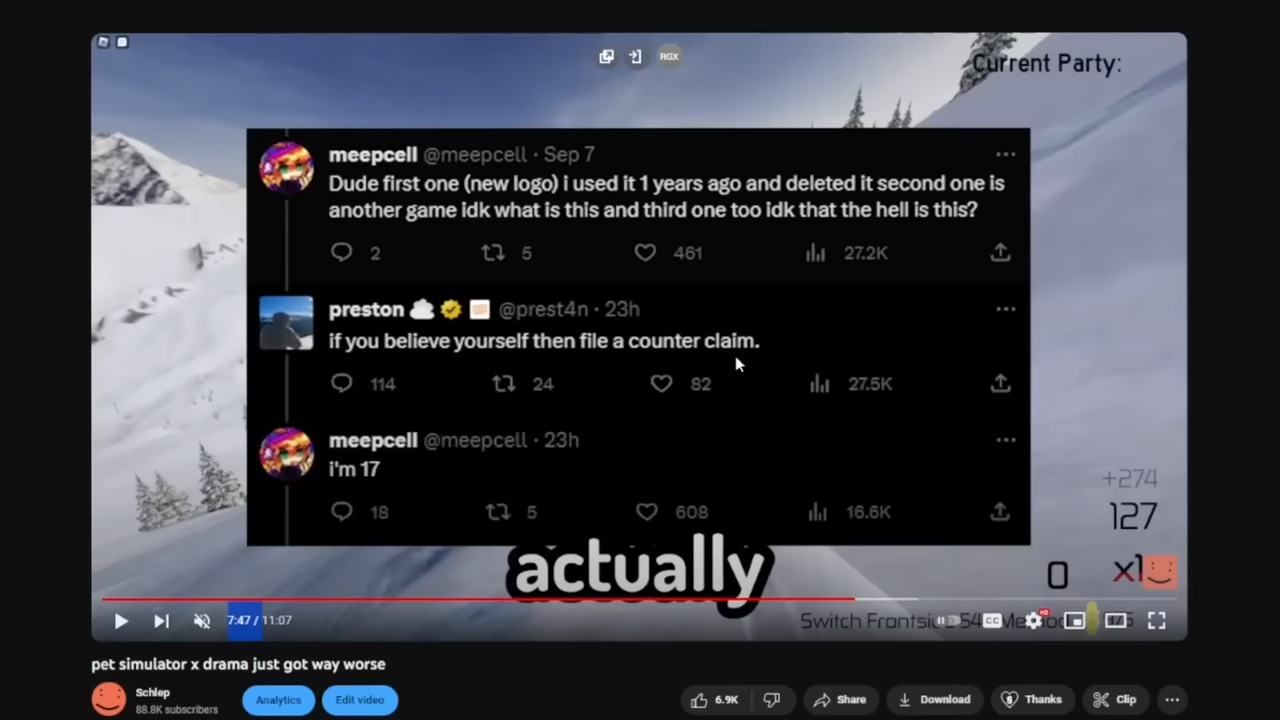 RGX
Current Party:
meepcell @meepcell · Sep 7
Dude first one (new logo) i used it 1 years ago and deleted it second one is
another game idk what is this and third one too idk that the hell is this?
2 5 461 27.2K
preston @prest4n · 23h
if you believe yourself then file a counter claim.
114 24 82 27.5K
meepcell @meepcell · 23h
i'm 17
18 5 608 16.6K
+274
127
0 x1
actually
7:47 / 11:07
Switch Frontside 54
CC
HD
pet simulator x drama just got way worse
Schlep
88.8K subscribers
Analytics
Edit video
6.9K
Share
Download
Thanks
Clip